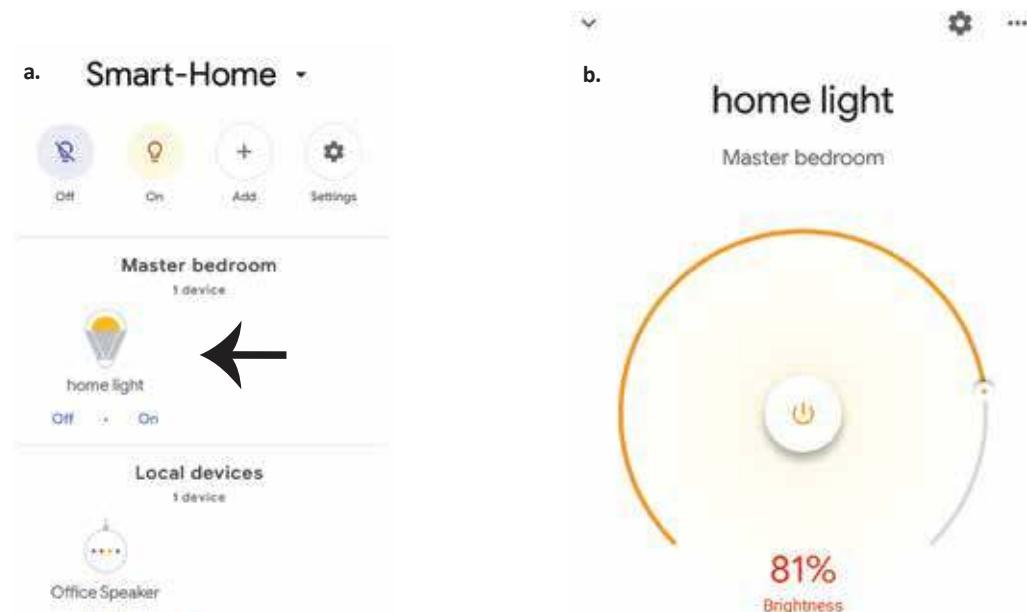 a.
Smart-Home
Off On Add Settings
Master bedroom
1 device
home light
Off · On
Local devices
1 device
Office Speaker
b.
home light
Master bedroom
81%
Brightness